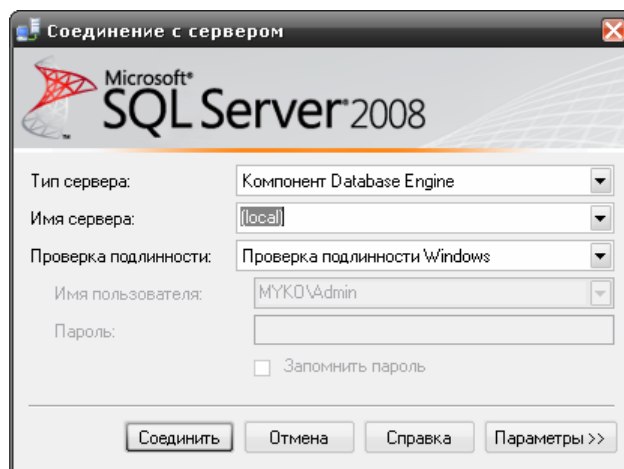 Соединение с сервером
Microsoft®
SQL Server® 2008
Тип сервера: Компонент Database Engine
Имя сервера: (local)
Проверка подлинности: Проверка подлинности Windows
Имя пользователя: MYKO\Admin
Пароль:
Запомнить пароль
Соединить Отмена Справка Параметры >>